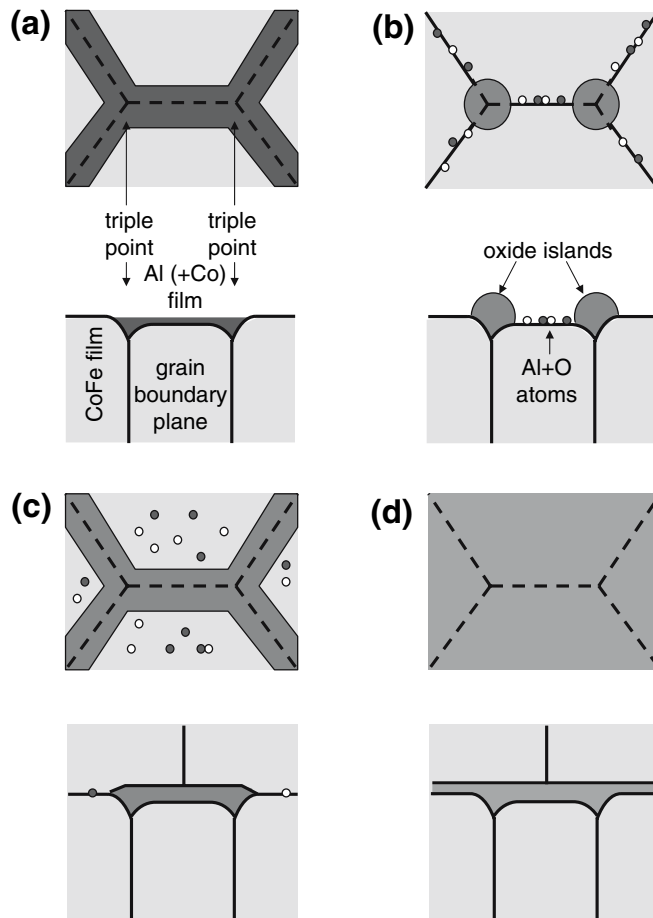 (a)
(b)
triple
point
triple
point
Al (+Co)
film
CoFe film
grain
boundary
plane
oxide islands
Al+O
atoms
(c)
(d)